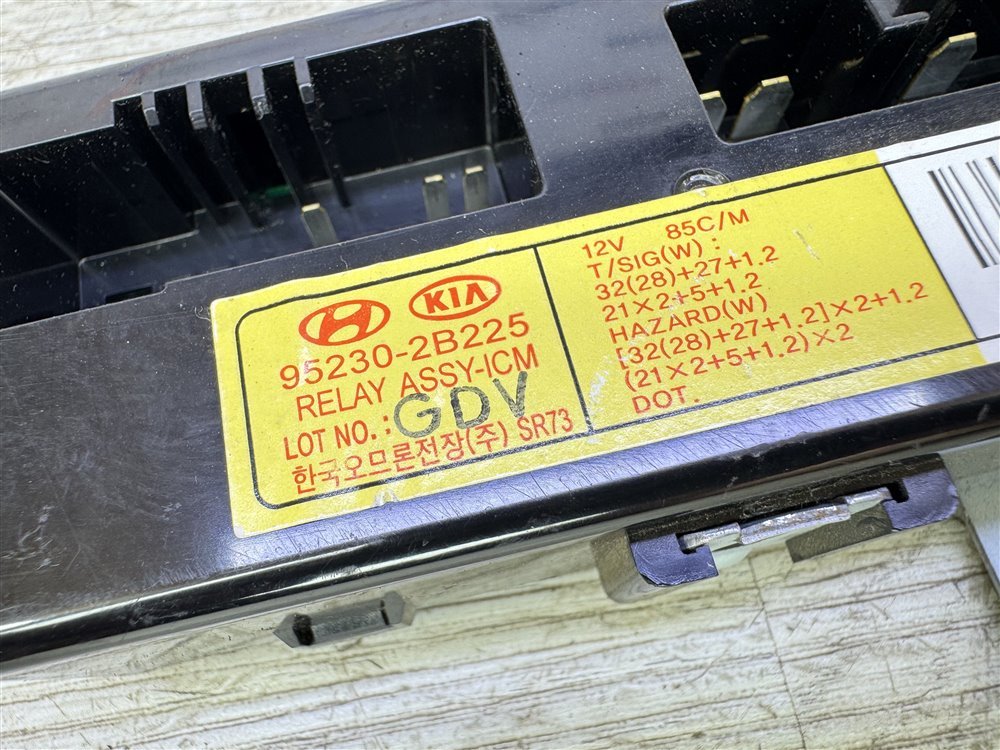 KIA
95230-2B225
RELAY ASSY-ICM
LOT NO.: GDV
한국오므론전장(주) SR73
12V 85C/M
T/SIG(W) :
32(28)+27+1.2
21×2+5+1.2
HAZARD(W)
[32(28)+27+1.2]×2+1.2
(21×2+5+1.2)×2
DOT.